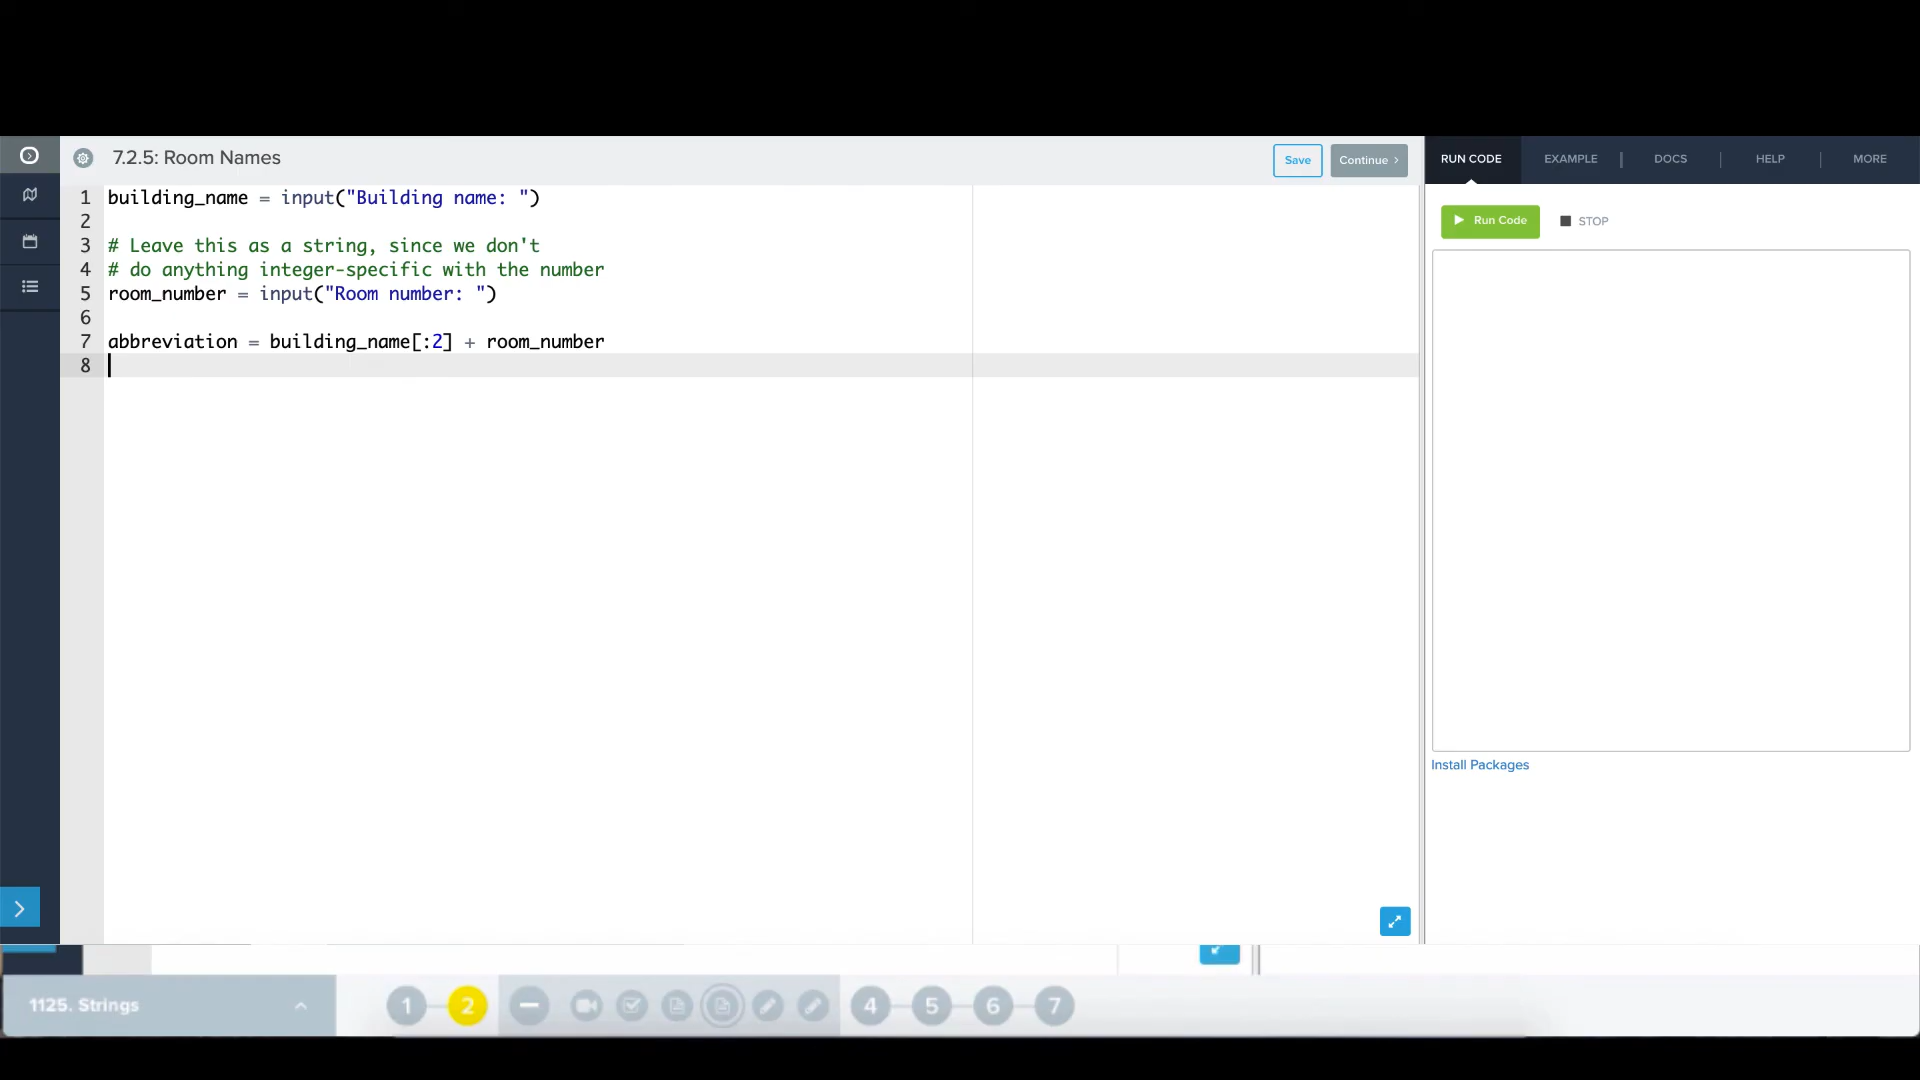 7.2.5: Room Names
Save
Continue >
RUN CODE
EXAMPLE
DOCS
HELP
MORE
1 building_name = input("Building name: ")
2
3 # Leave this as a string, since we don't
4 # do anything integer-specific with the number
5 room_number = input("Room number: ")
6
7 abbreviation = building_name[:2] + room_number
8
Run Code
STOP
Install Packages
1125. Strings
1 2 4 5 6 7